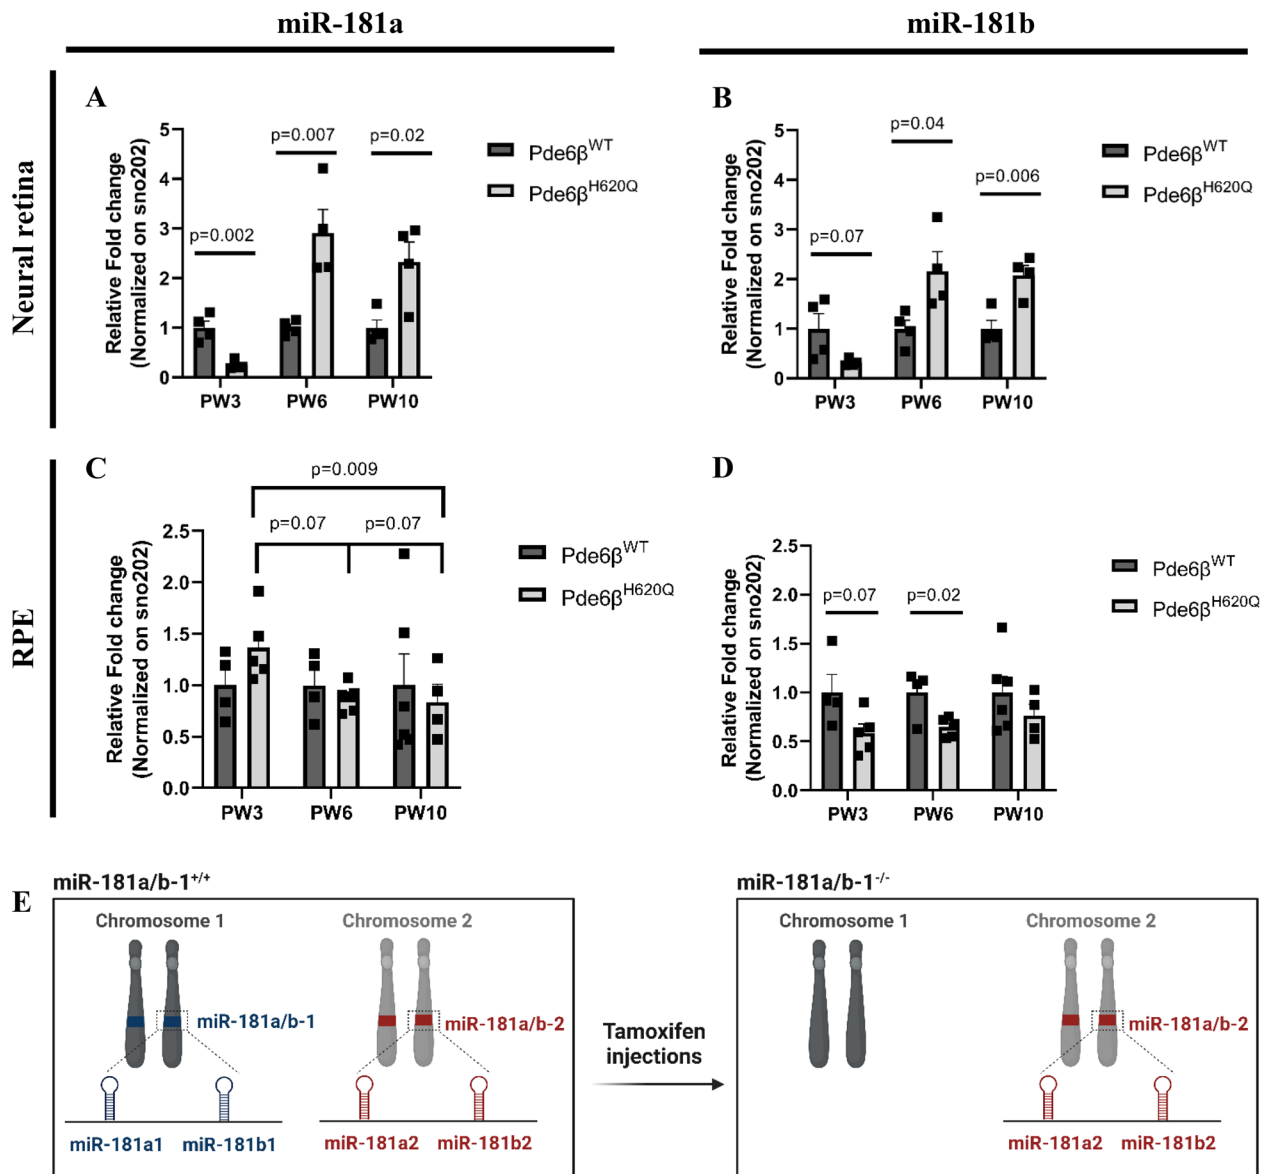 miR-181a
miR-181b
Neural retina
A
Relative Fold change
(Normalized on sno202)
5
4
3
2
1
0
p=0.002
p=0.007
p=0.02
PW3
PW6
PW10
Pde6β^WT
Pde6β^H620Q
B
Relative Fold change
(Normalized on sno202)
5
4
3
2
1
0
p=0.07
p=0.04
p=0.006
PW3
PW6
PW10
Pde6β^WT
Pde6β^H620Q
RPE
C
Relative Fold change
(Normalized on sno202)
2.5
2.0
1.5
1.0
0.5
0.0
p=0.009
p=0.07
p=0.07
PW3
PW6
PW10
Pde6β^WT
Pde6β^H620Q
D
Relative Fold change
(Normalized on sno202)
2.5
2.0
1.5
1.0
0.5
0.0
p=0.07
p=0.02
PW3
PW6
PW10
Pde6β^WT
Pde6β^H620Q
E
miR-181a/b-1^+/+
Chromosome 1
Chromosome 2
miR-181a/b-1
miR-181a/b-2
miR-181a1
miR-181b1
miR-181a2
miR-181b2
Tamoxifen
injections
miR-181a/b-1^-/-
Chromosome 1
Chromosome 2
miR-181a/b-2
miR-181a2
miR-181b2